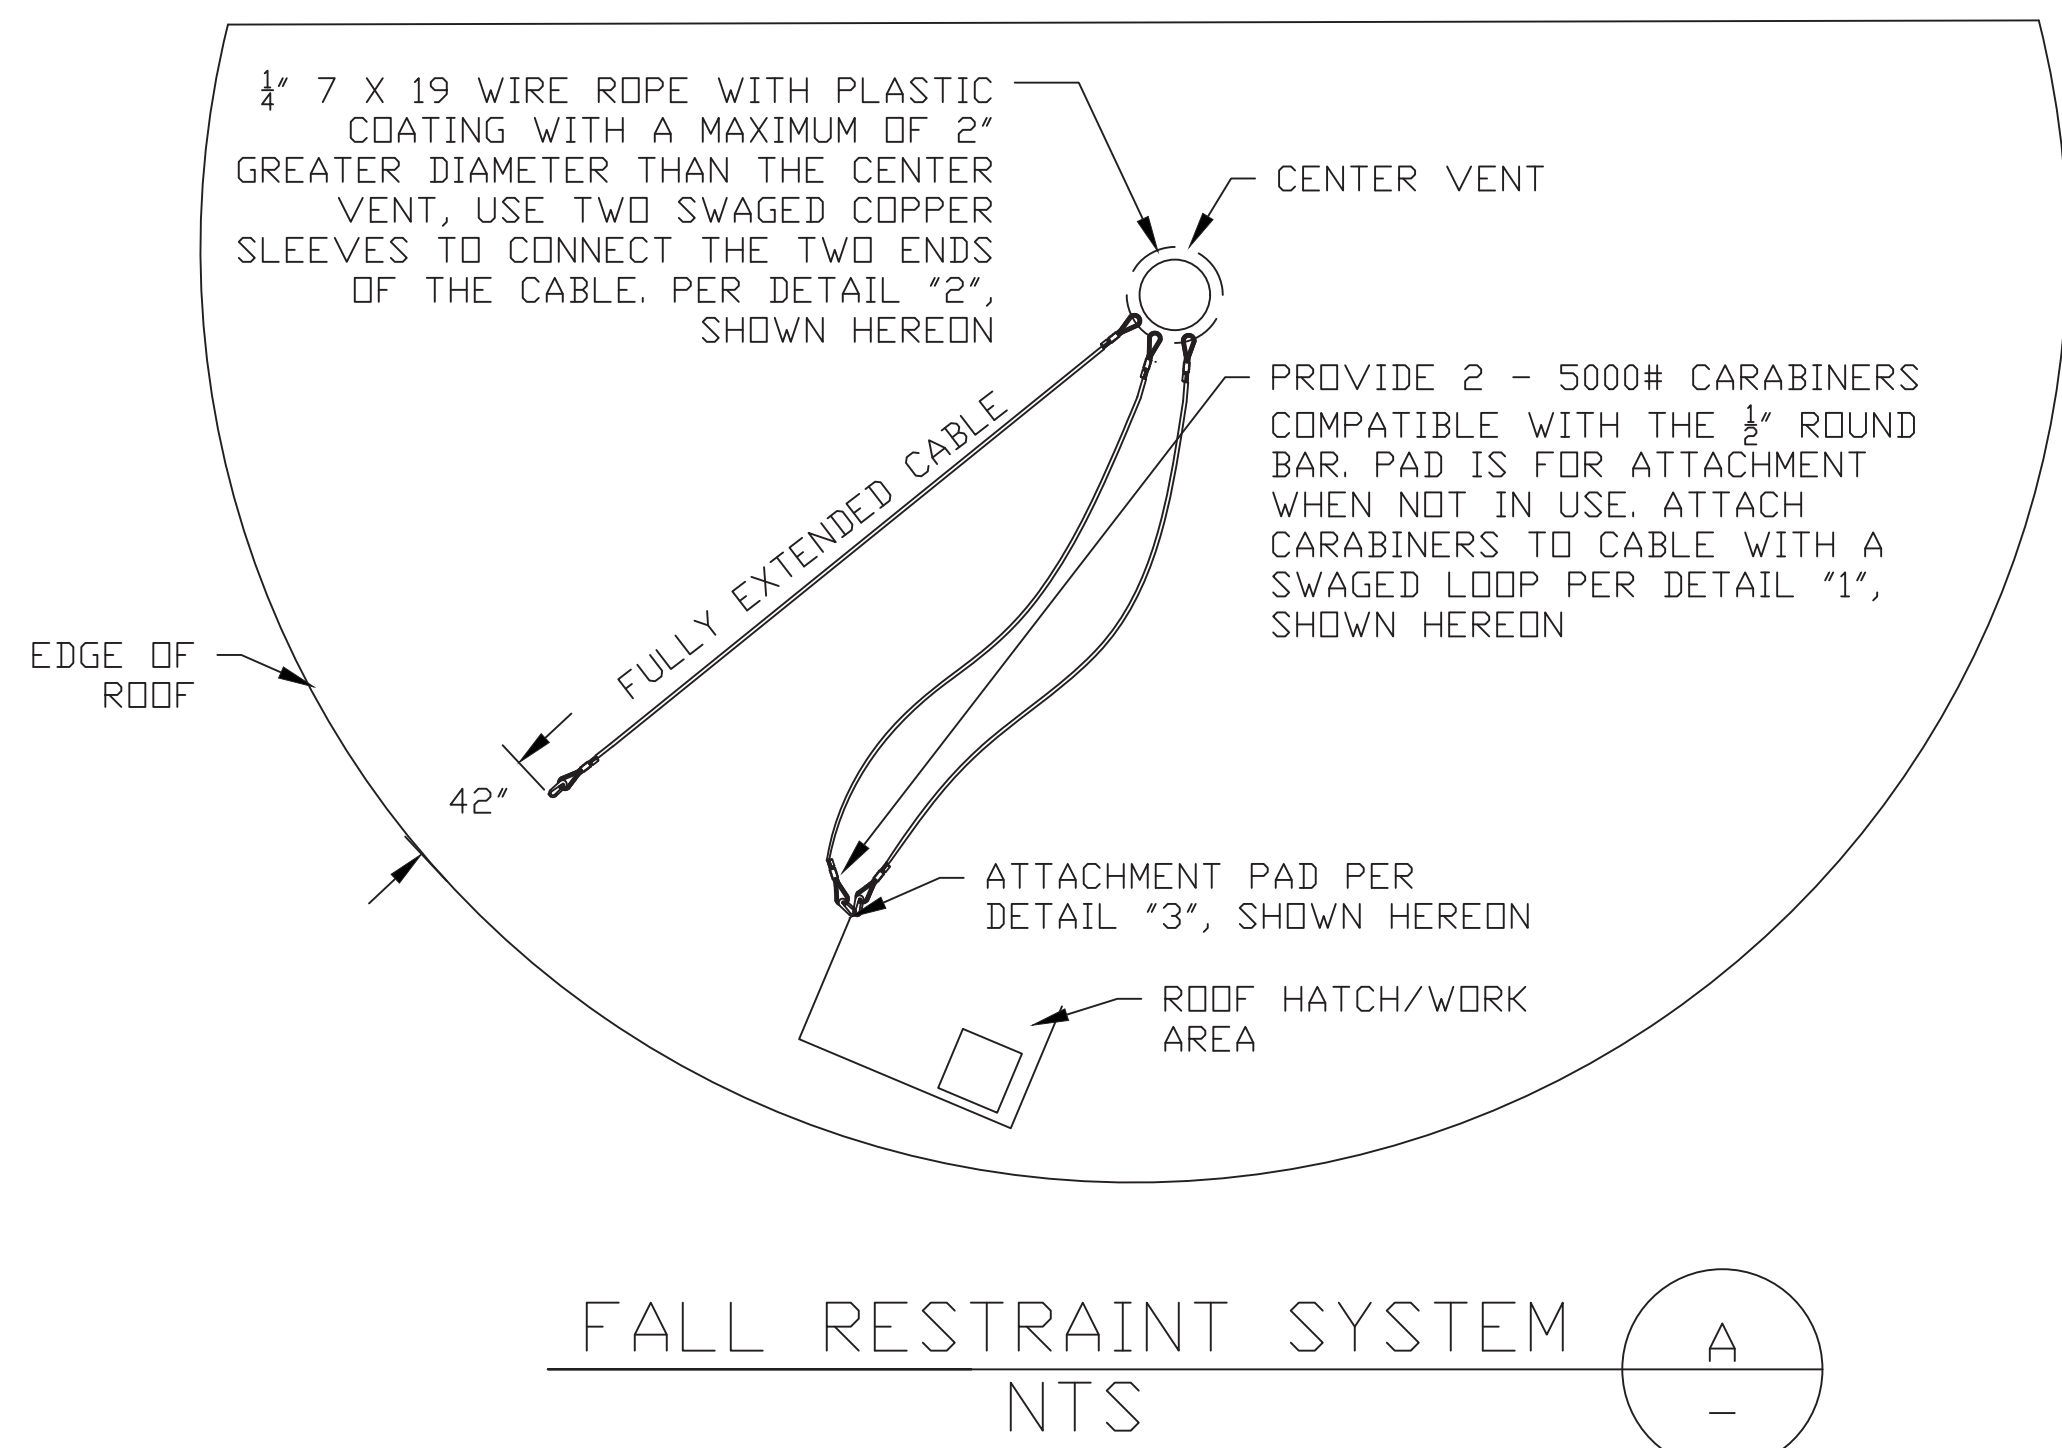 1/4" 7 X 19 WIRE ROPE WITH PLASTIC
COATING WITH A MAXIMUM OF 2"
GREATER DIAMETER THAN THE CENTER
VENT, USE TWO SWAGED COPPER
SLEEVES TO CONNECT THE TWO ENDS
OF THE CABLE. PER DETAIL "2",
SHOWN HEREON
CENTER VENT
PROVIDE 2 - 5000# CARABINERS
COMPATIBLE WITH THE 1/2" ROUND
BAR. PAD IS FOR ATTACHMENT
WHEN NOT IN USE. ATTACH
CARABINERS TO CABLE WITH A
SWAGED LOOP PER DETAIL "1",
SHOWN HEREON
FULLY EXTENDED CABLE
EDGE OF
ROOF
42"
ATTACHMENT PAD PER
DETAIL "3", SHOWN HEREON
ROOF HATCH/WORK
AREA
FALL RESTRAINT SYSTEM
NTS
A
-